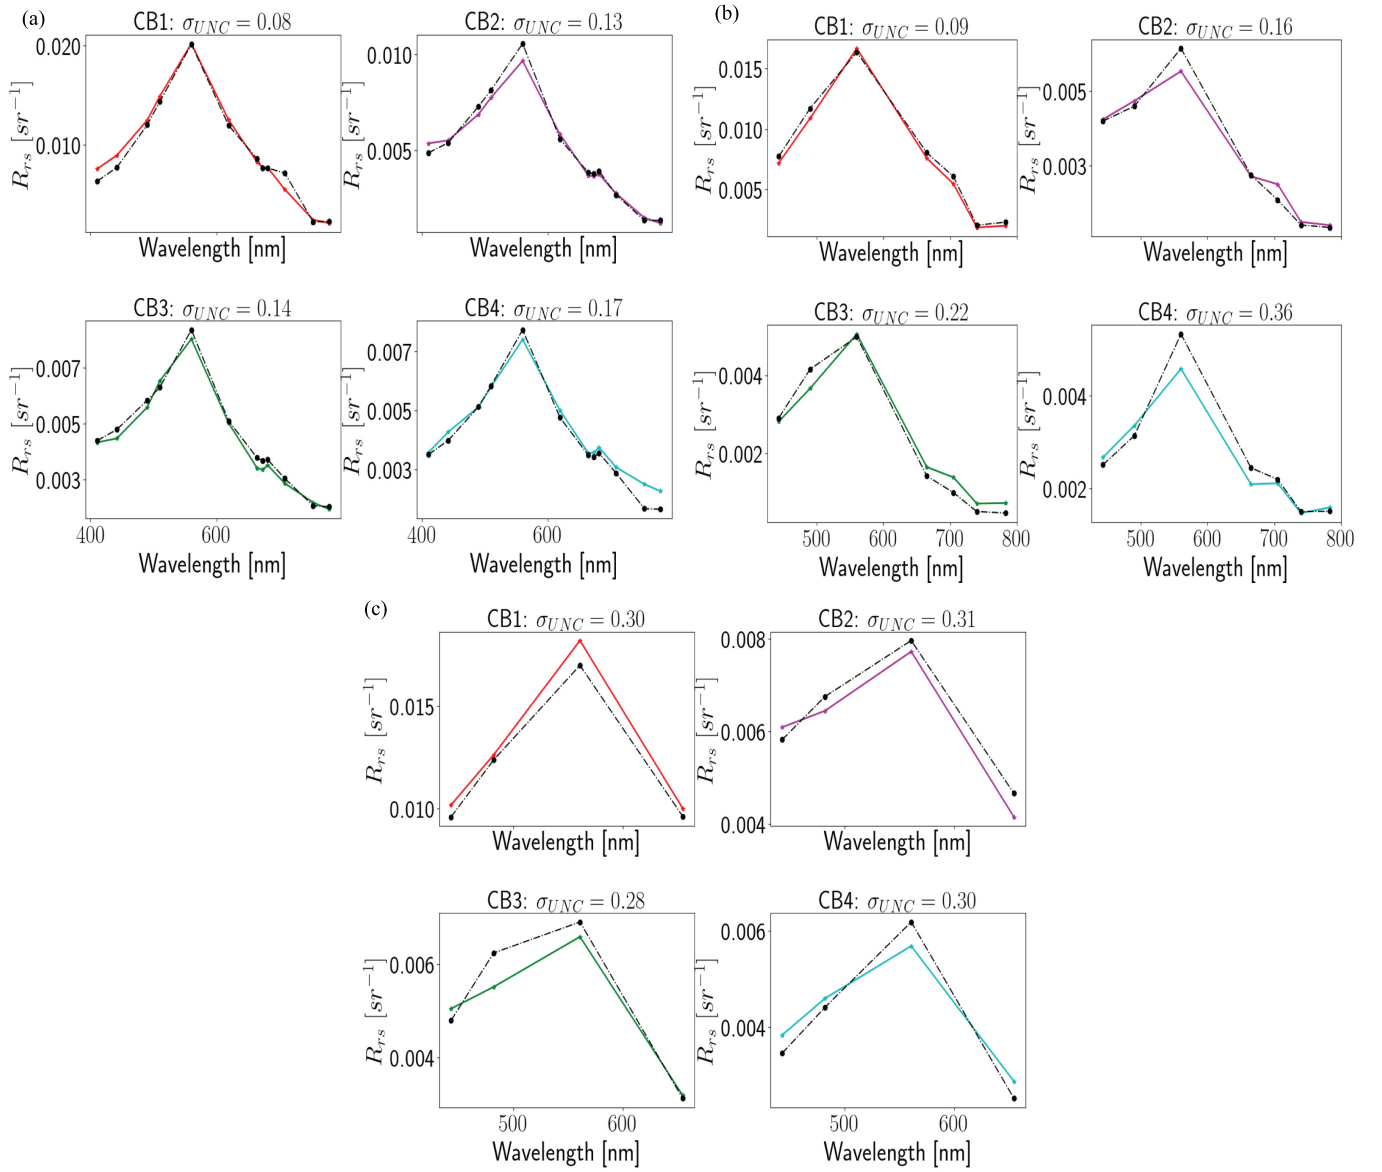 (a)
CB1: σ_UNC = 0.08
0.020
0.010
R_rs [sr⁻¹]
Wavelength [nm]
CB2: σ_UNC = 0.13
0.010
0.005
R_rs [sr⁻¹]
Wavelength [nm]
CB3: σ_UNC = 0.14
0.007
0.005
0.003
R_rs [sr⁻¹]
400 600
Wavelength [nm]
CB4: σ_UNC = 0.17
0.007
0.005
0.003
R_rs [sr⁻¹]
400 600
Wavelength [nm]
(b)
CB1: σ_UNC = 0.09
0.015
0.010
0.005
R_rs [sr⁻¹]
Wavelength [nm]
CB2: σ_UNC = 0.16
0.005
0.003
R_rs [sr⁻¹]
Wavelength [nm]
CB3: σ_UNC = 0.22
0.004
0.002
R_rs [sr⁻¹]
500 600 700 800
Wavelength [nm]
CB4: σ_UNC = 0.36
0.004
0.002
R_rs [sr⁻¹]
500 600 700 800
Wavelength [nm]
(c)
CB1: σ_UNC = 0.30
0.015
0.010
R_rs [sr⁻¹]
Wavelength [nm]
CB2: σ_UNC = 0.31
0.008
0.006
0.004
R_rs [sr⁻¹]
Wavelength [nm]
CB3: σ_UNC = 0.28
0.006
0.004
R_rs [sr⁻¹]
500 600
Wavelength [nm]
CB4: σ_UNC = 0.30
0.006
0.004
R_rs [sr⁻¹]
500 600
Wavelength [nm]